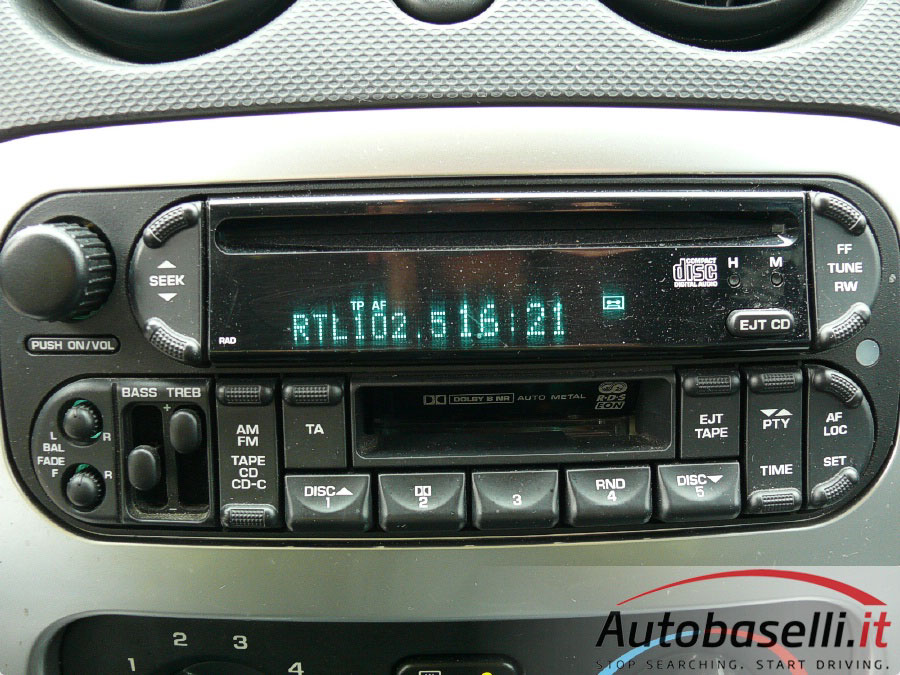 COMPACT
disc
DIGITAL AUDIO
H M
FF
TUNE
RW
SEEK
TP AF
RTL102.5
EJT CD
RAD
PUSH ON/VOL
BASS TREB
+
-
L R
BAL
FADE
F R
AM
FM
TAPE
CD
CD-C
TA
DOLBY B NR AUTO METAL
R·D·S
EON
EJT
TAPE
PTY
TIME
AF
LOC
SET
DISC
1
2
3
RND
4
DISC
5
1 2 3 4
Autobaselli.it
STOP SEARCHING. START DRIVING.